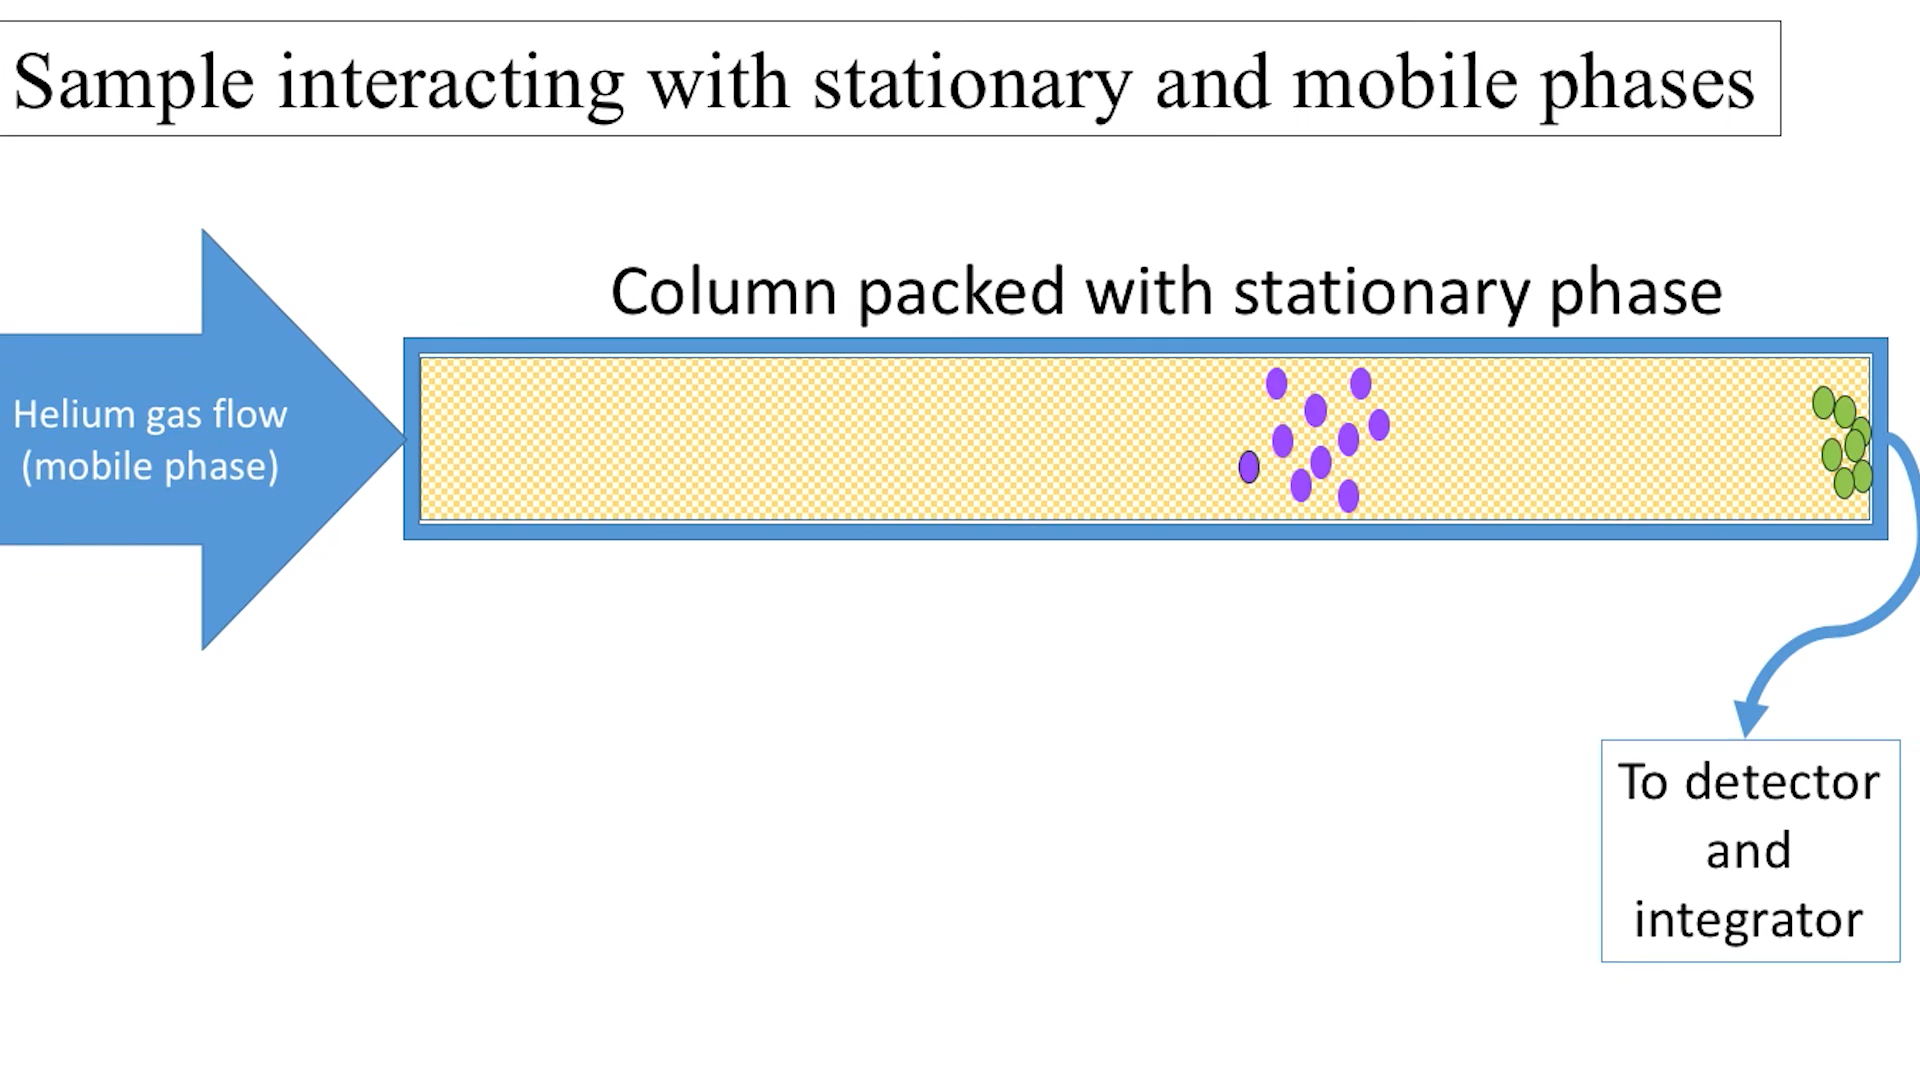 Sample interacting with stationary and mobile phases
Column packed with stationary phase
Helium gas flow
(mobile phase)
To detector
and
integrator